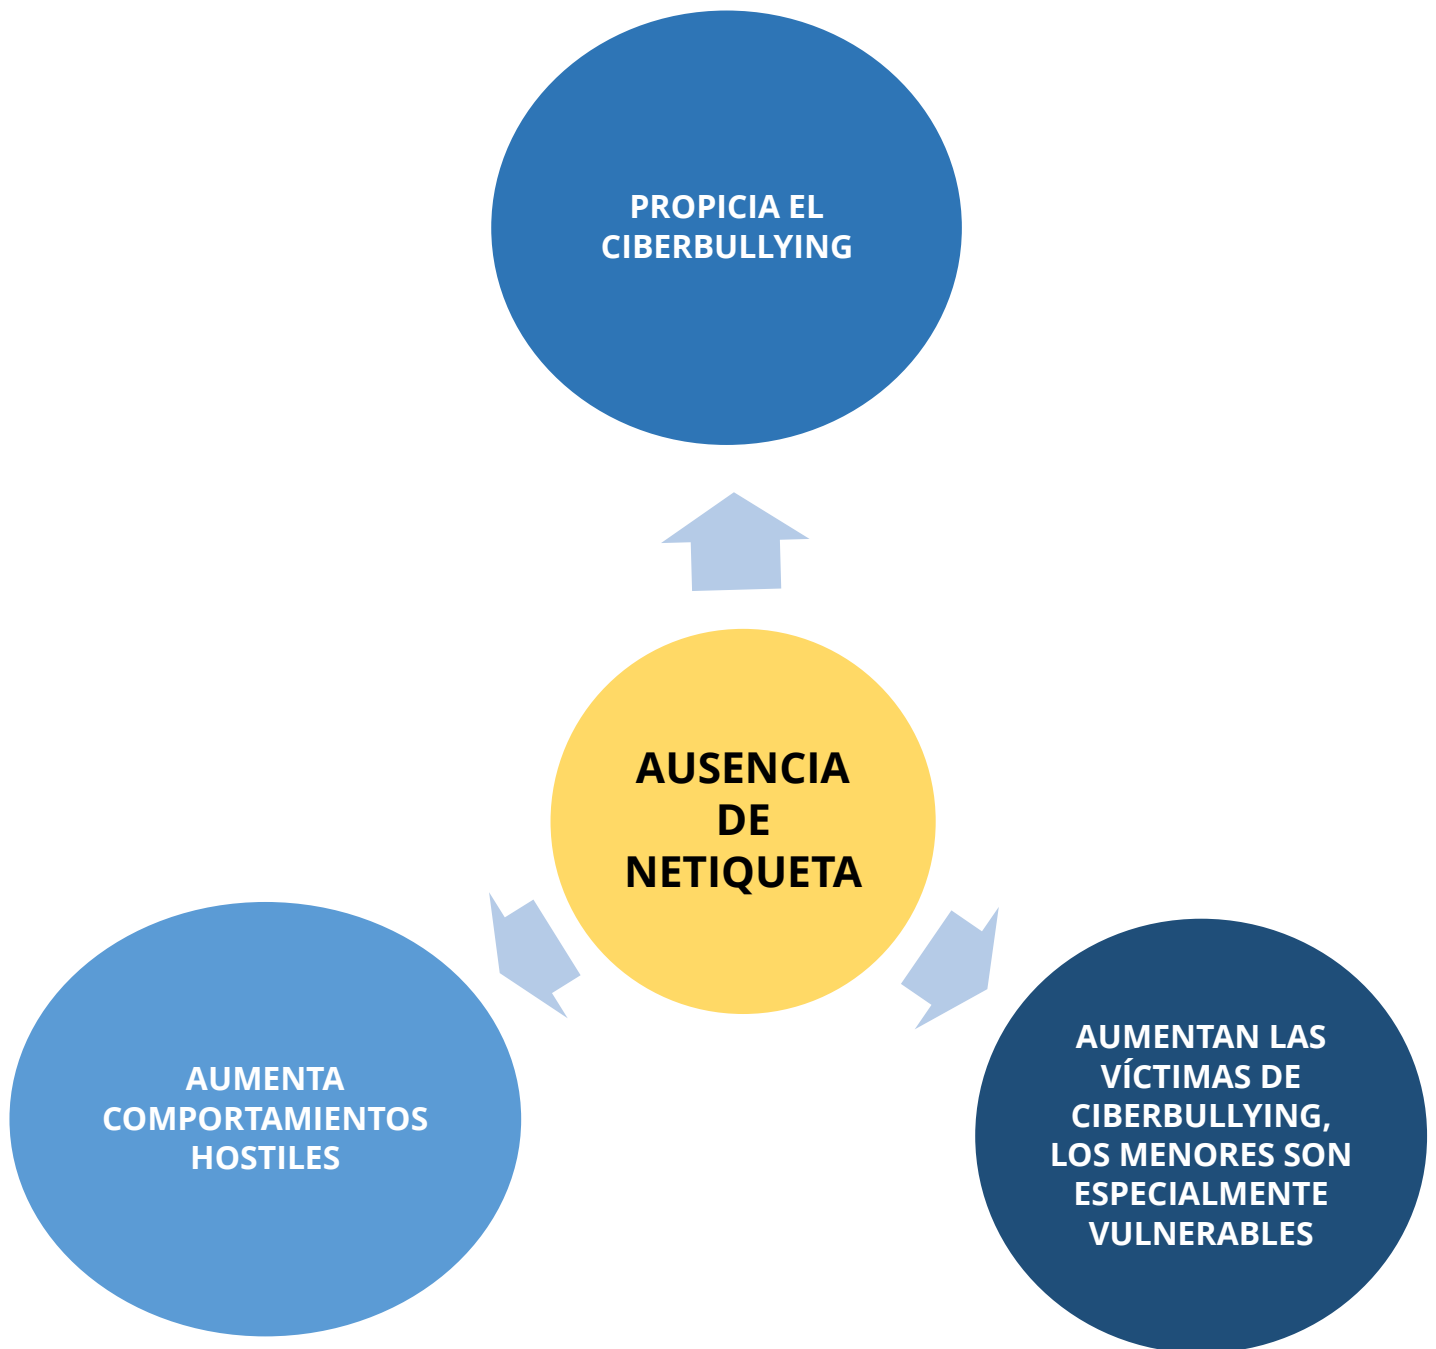 PROPICIA EL
CIBERBULLYING
AUSENCIA
DE
NETIQUETA
AUMENTA
COMPORTAMIENTOS
HOSTILES
AUMENTAN LAS
VÍCTIMAS DE
CIBERBULLYING,
LOS MENORES SON
ESPECIALMENTE
VULNERABLES